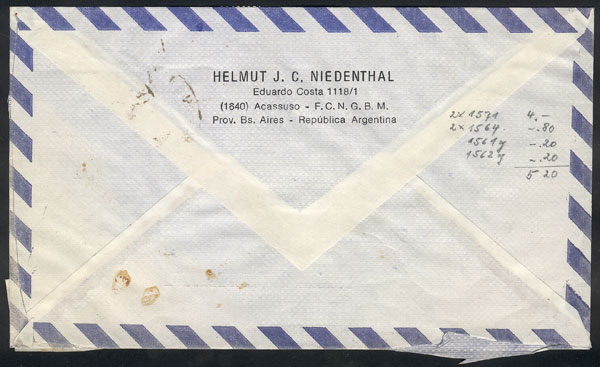 HELMUT J. C, NIEDENTHAL
Eduardo Costa 1118/1
(1640) Acassuso - F.C.N.G.B.M.
Prov. Bs. Aires - República Argentina
2x 1571 4.-
2x 1564 -.80
1561y -.20
1562y -.20
5 20